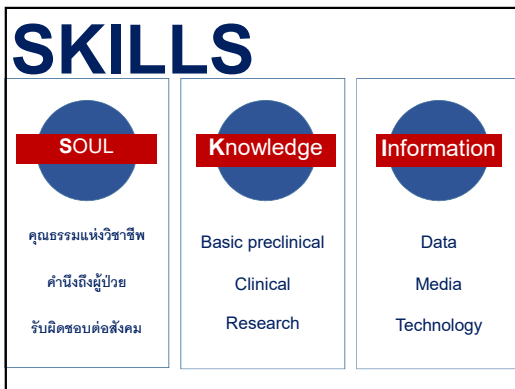 SKILLS
SOUL
คุณธรรมแห่งวิชาชีพ
คำนึงถึงผู้ป่วย
รับผิดชอบต่อสังคม
Knowledge
Basic preclinical
Clinical
Research
Information
Data
Media
Technology